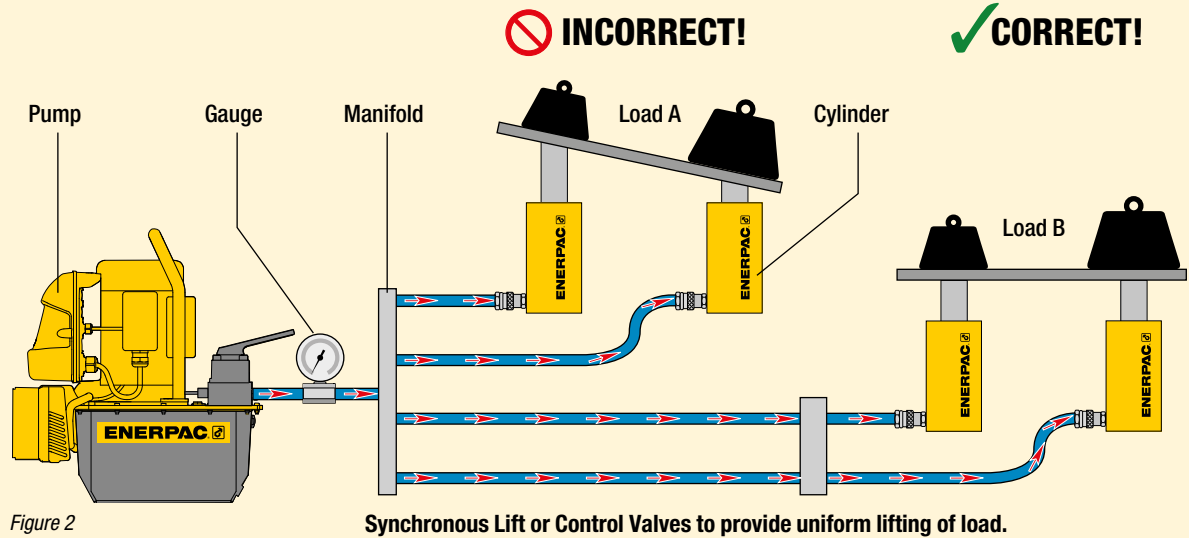 INCORRECT!
CORRECT!
Pump
Gauge
Manifold
Load A
Cylinder
Load B
ENERPAC
ENERPAC
ENERPAC
ENERPAC
ENERPAC
Figure 2
Synchronous Lift or Control Valves to provide uniform lifting of load.